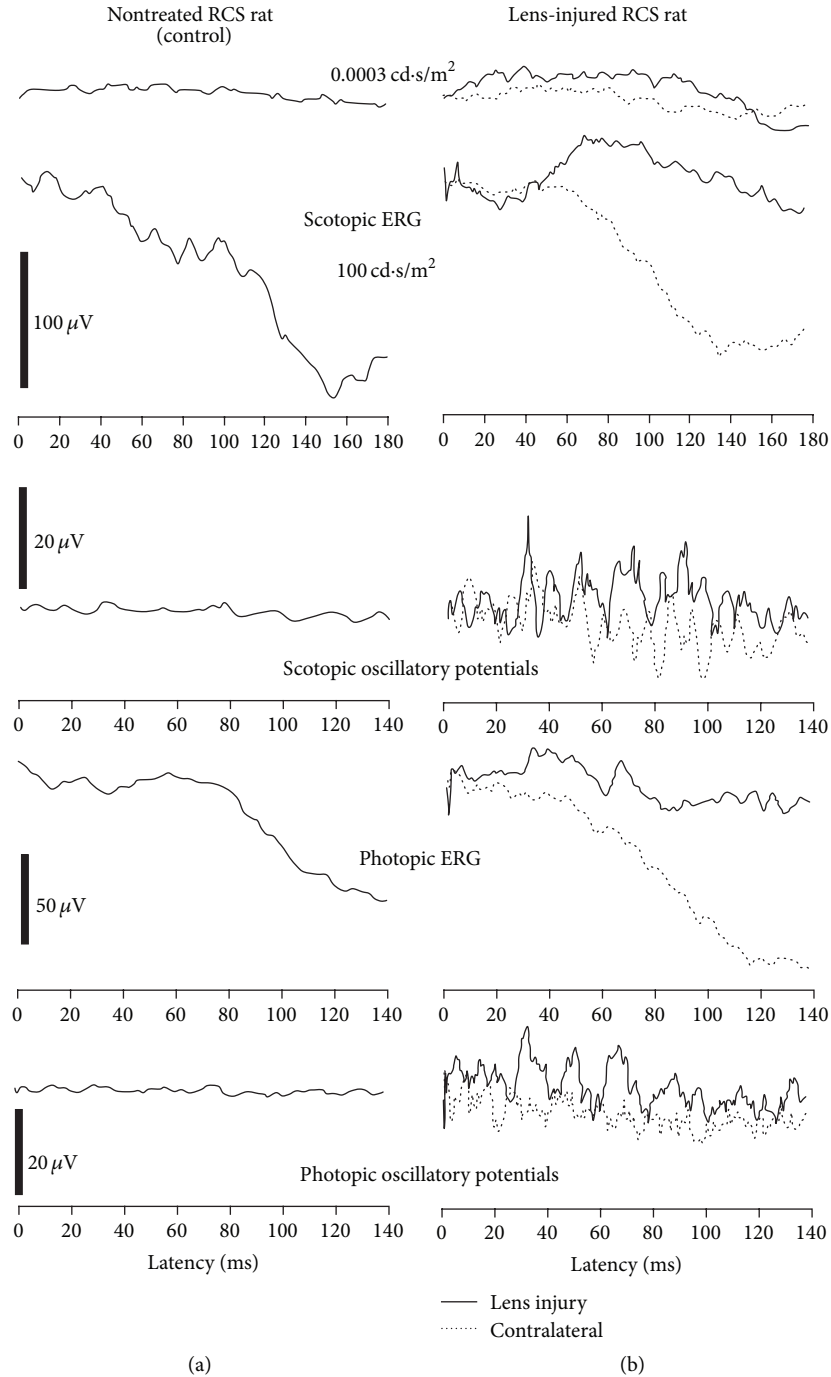 Nontreated RCS rat
(control)
Lens-injured RCS rat
0.0003 cd·s/m²
Scotopic ERG
100 cd·s/m²
100 μV
0 20 40 60 80 100 120 140 160 180
0 20 40 60 80 100 120 140 160 180
20 μV
Scotopic oscillatory potentials
0 20 40 60 80 100 120 140
0 20 40 60 80 100 120 140
Photopic ERG
50 μV
0 20 40 60 80 100 120 140
0 20 40 60 80 100 120 140
20 μV
Photopic oscillatory potentials
0 20 40 60 80 100 120 140
0 20 40 60 80 100 120 140
Latency (ms)
Latency (ms)
Lens injury
Contralateral
(a)
(b)